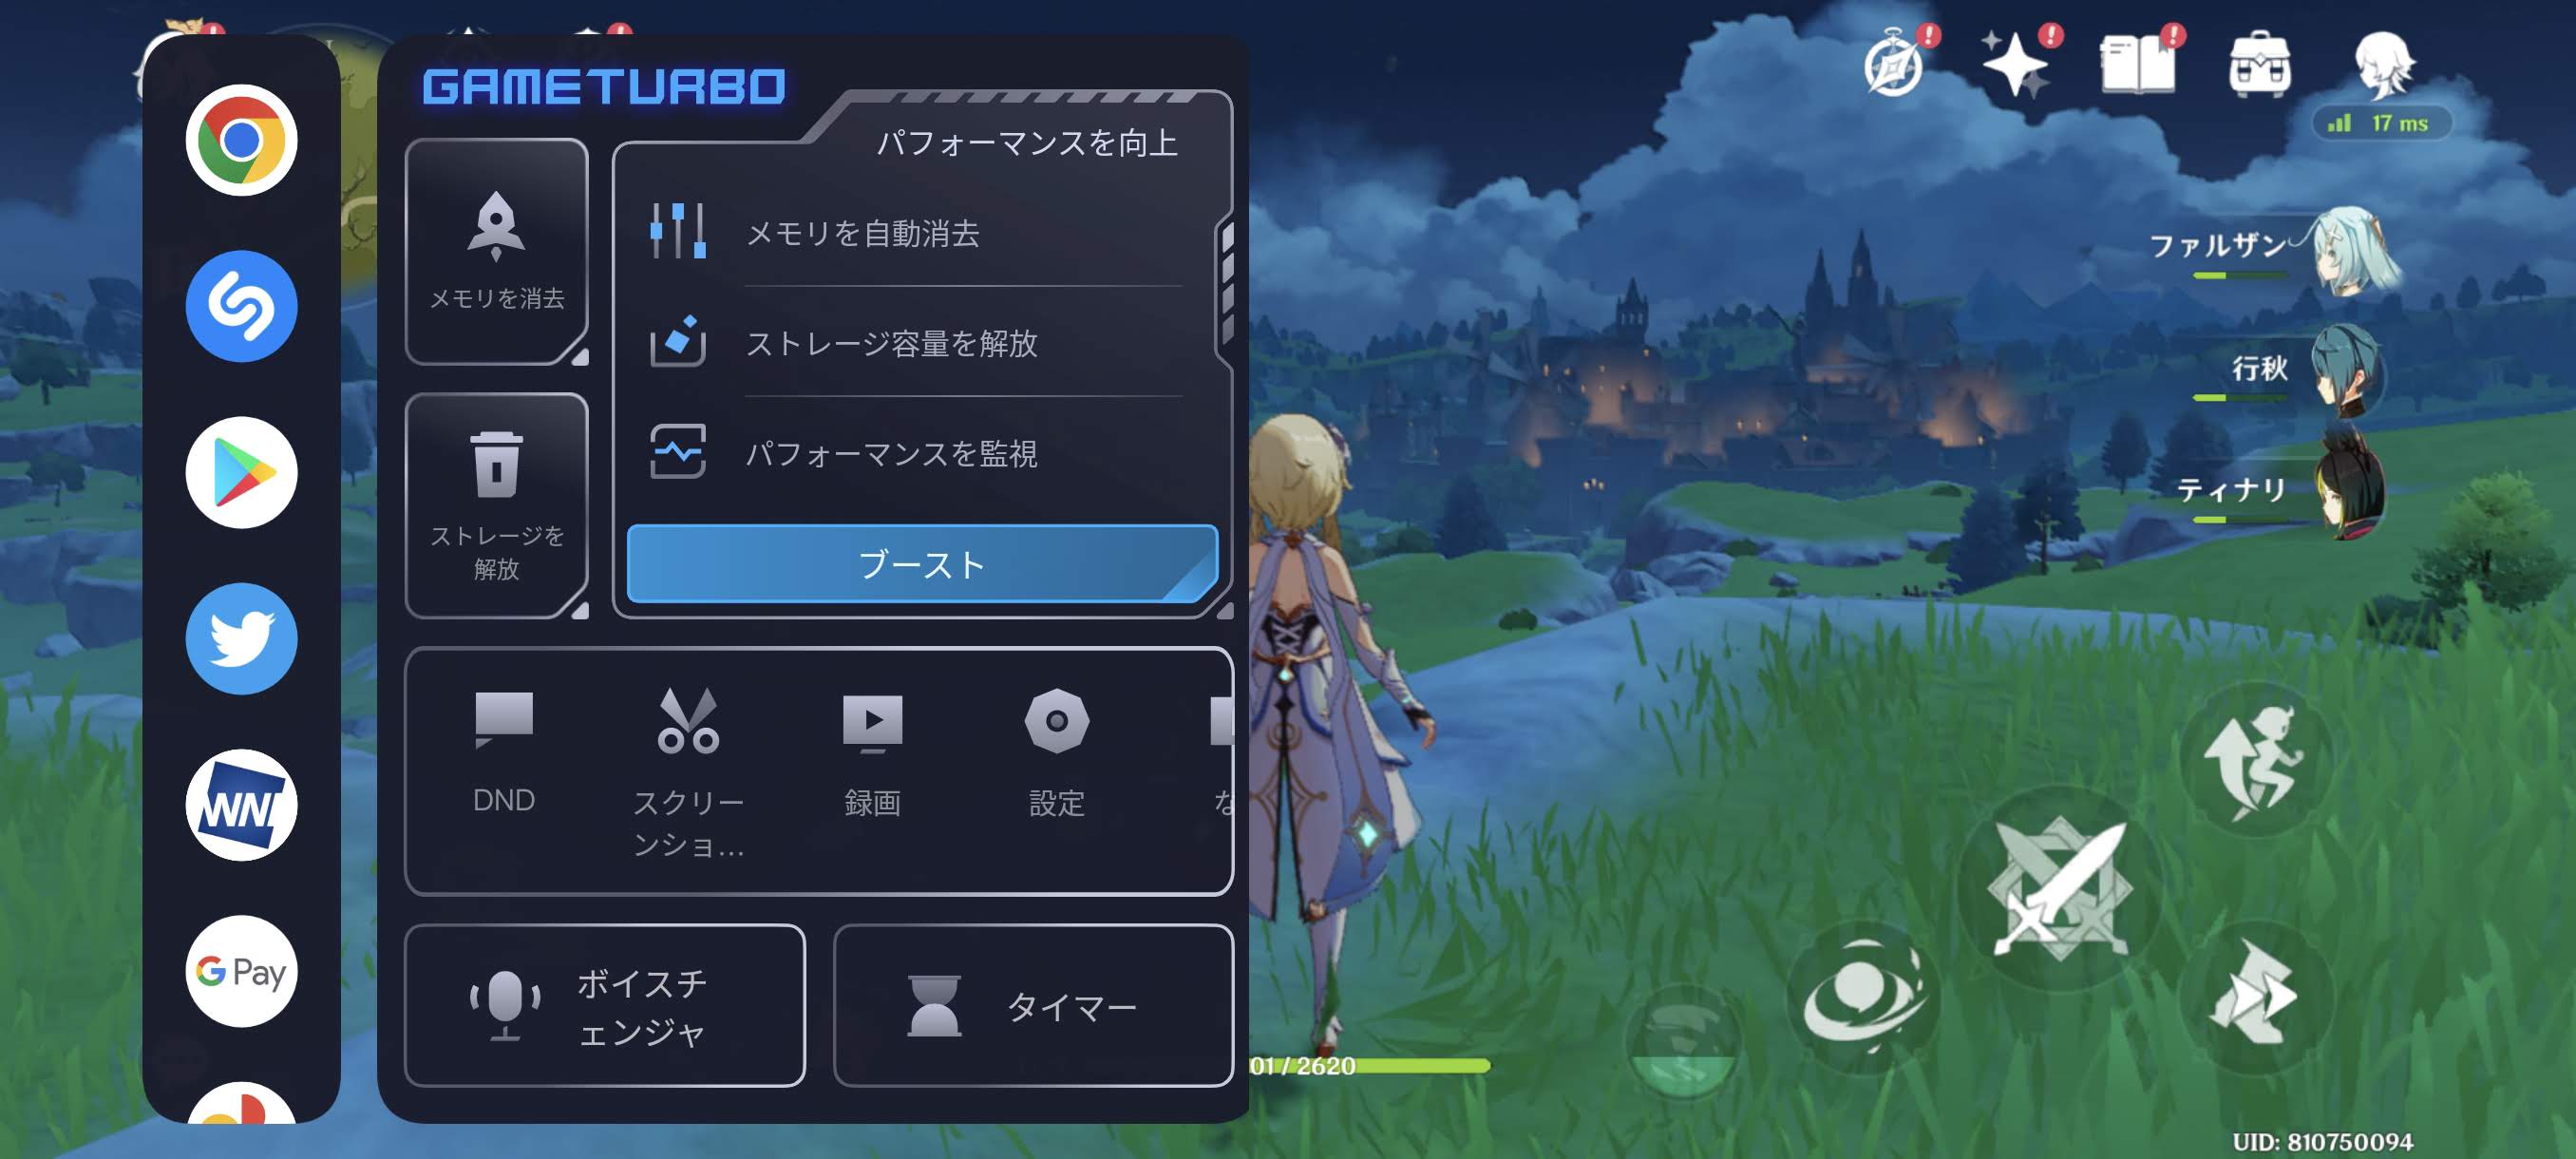 GAMETURBO
パフォーマンスを向上
メモリを消去
メモリを自動消去
ストレージ容量を解放
パフォーマンスを監視
ストレージを
解放
ブースト
DND
スクリー
ンショ...
録画
設定
な
ボイスチ
ェンジャ
タイマー
WNI
G Pay
17 ms
ファルザン
行秋
ティナリ
01 / 2620
UID: 810750094